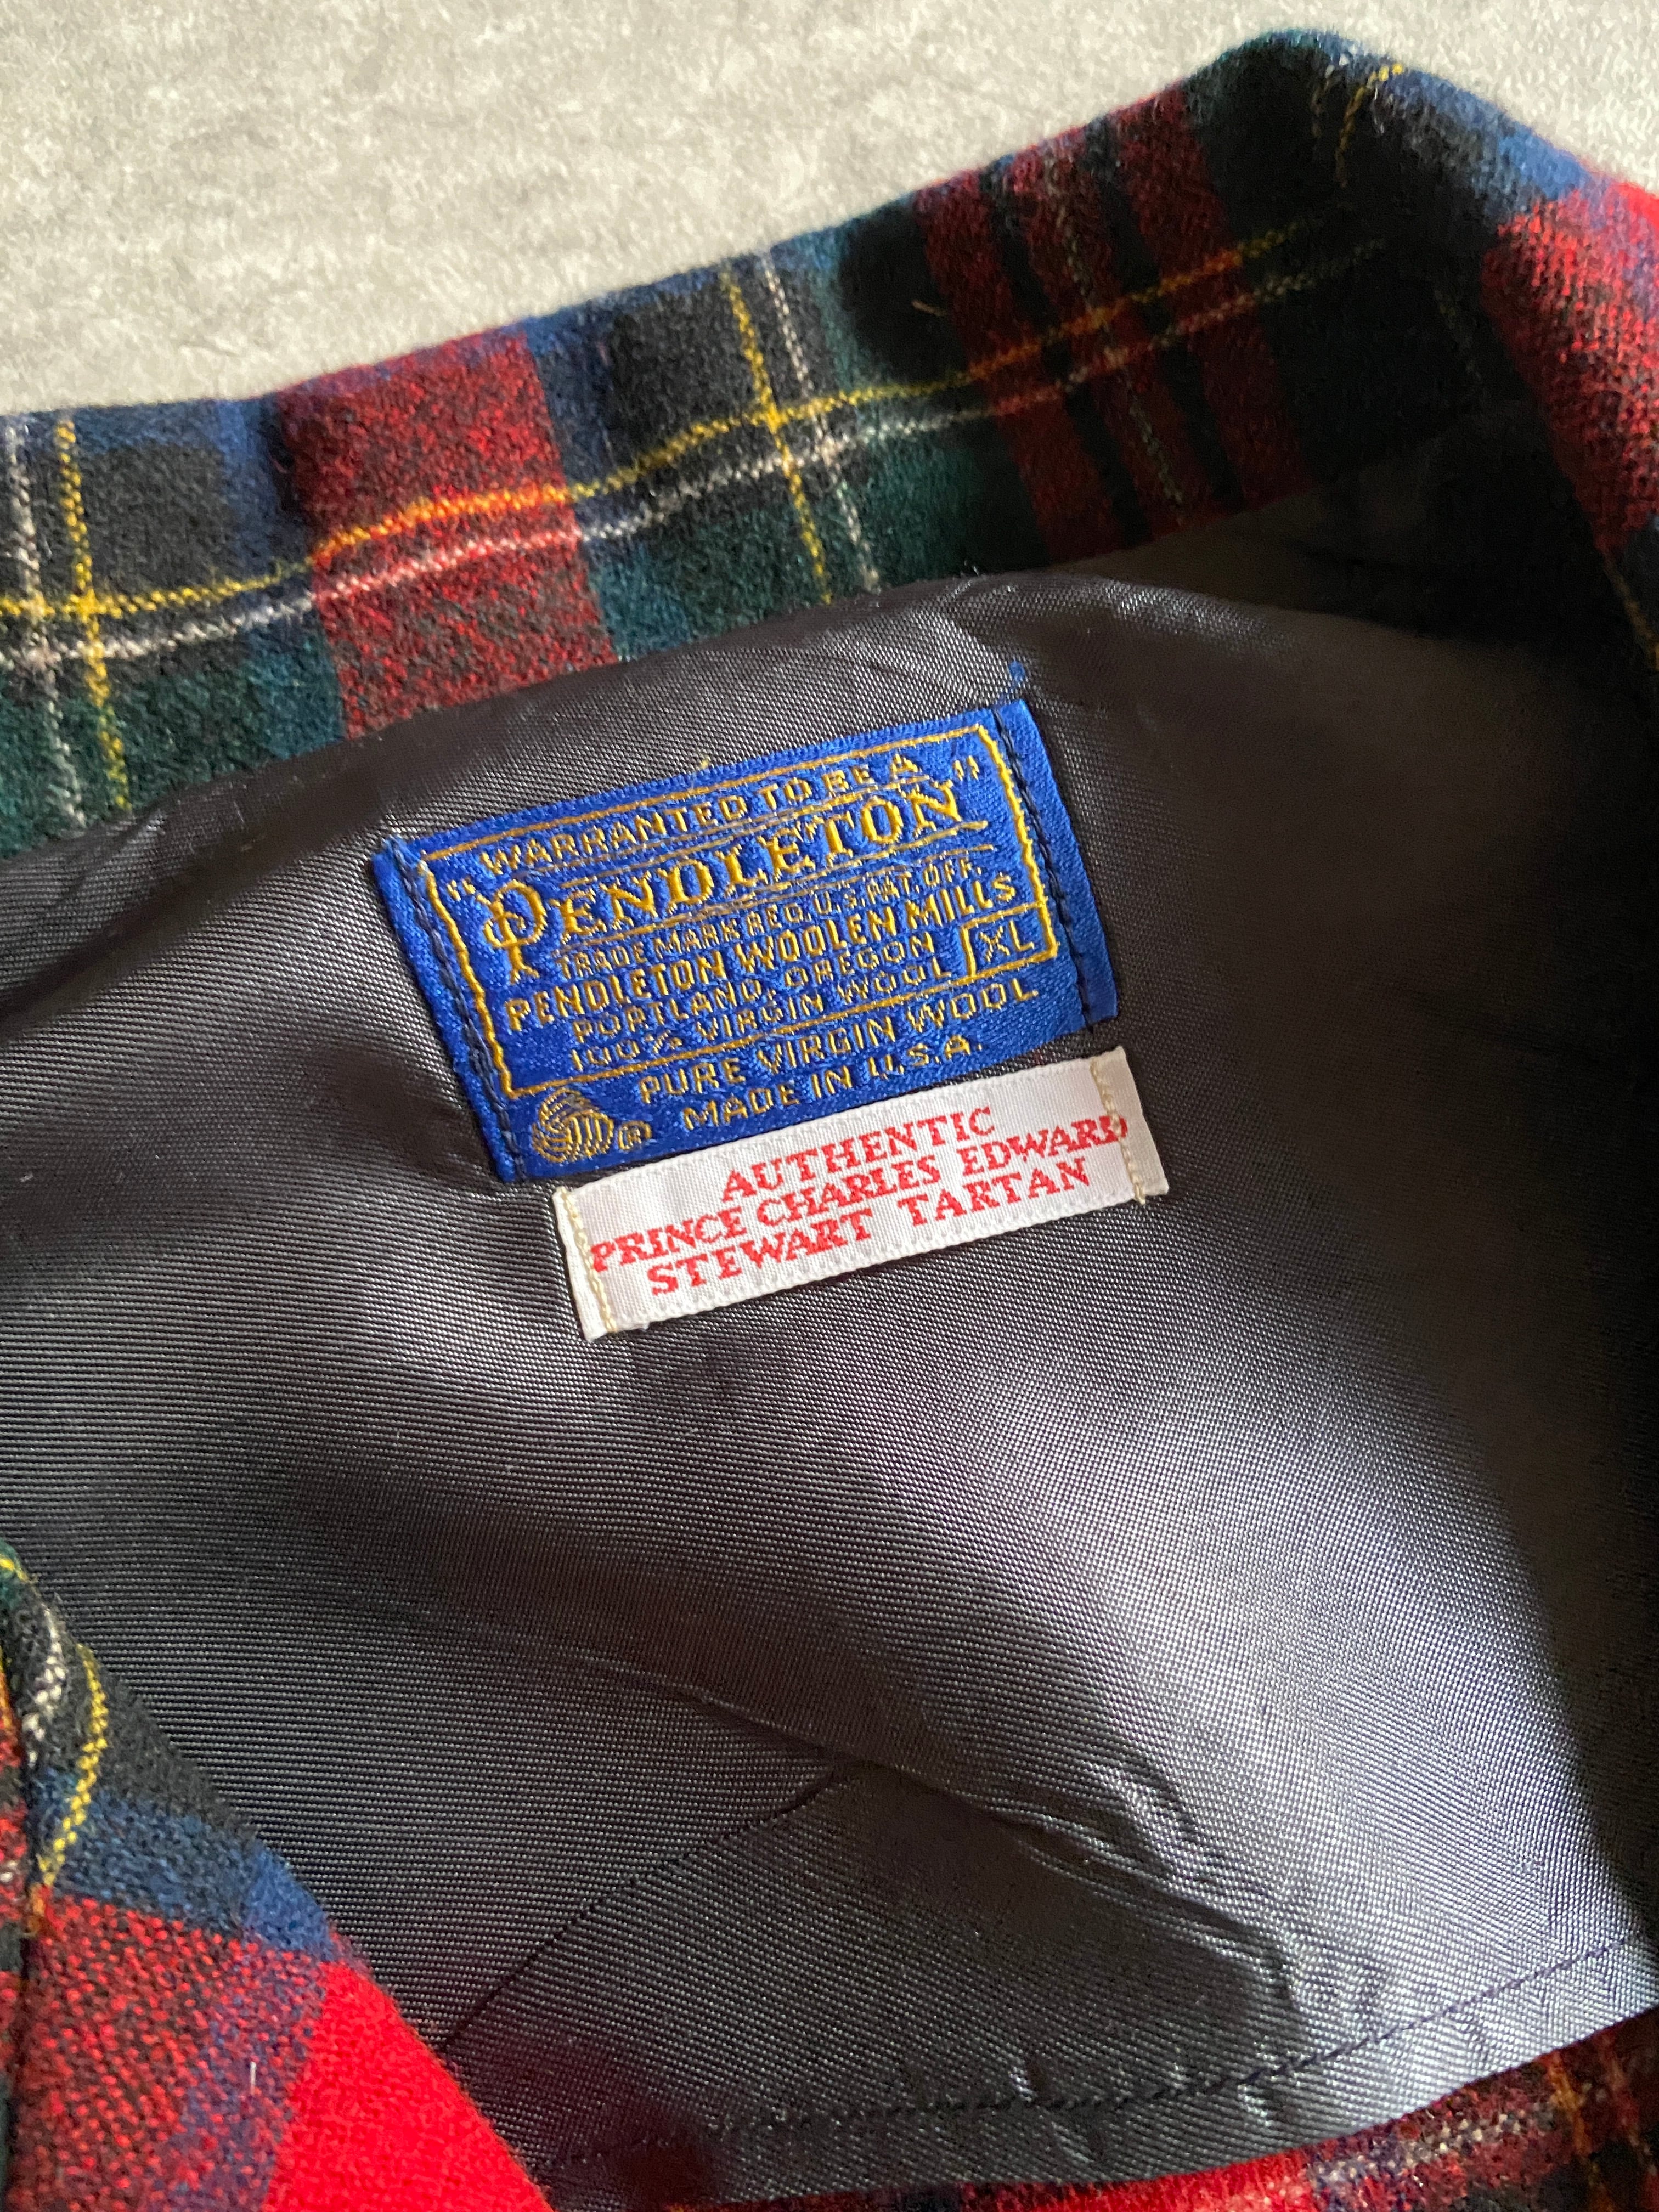 "WARRANTED TO BE A
PENDLETON"
TRADE MARK REG. U.S. PAT. OFF.
PENDLETON WOOLEN MILLS
PORTLAND, OREGON
100% VIRGIN WOOL XL
PURE VIRGIN WOOL
® MADE IN U.S.A.
AUTHENTIC
PRINCE CHARLES EDWARD
STEWART TARTAN